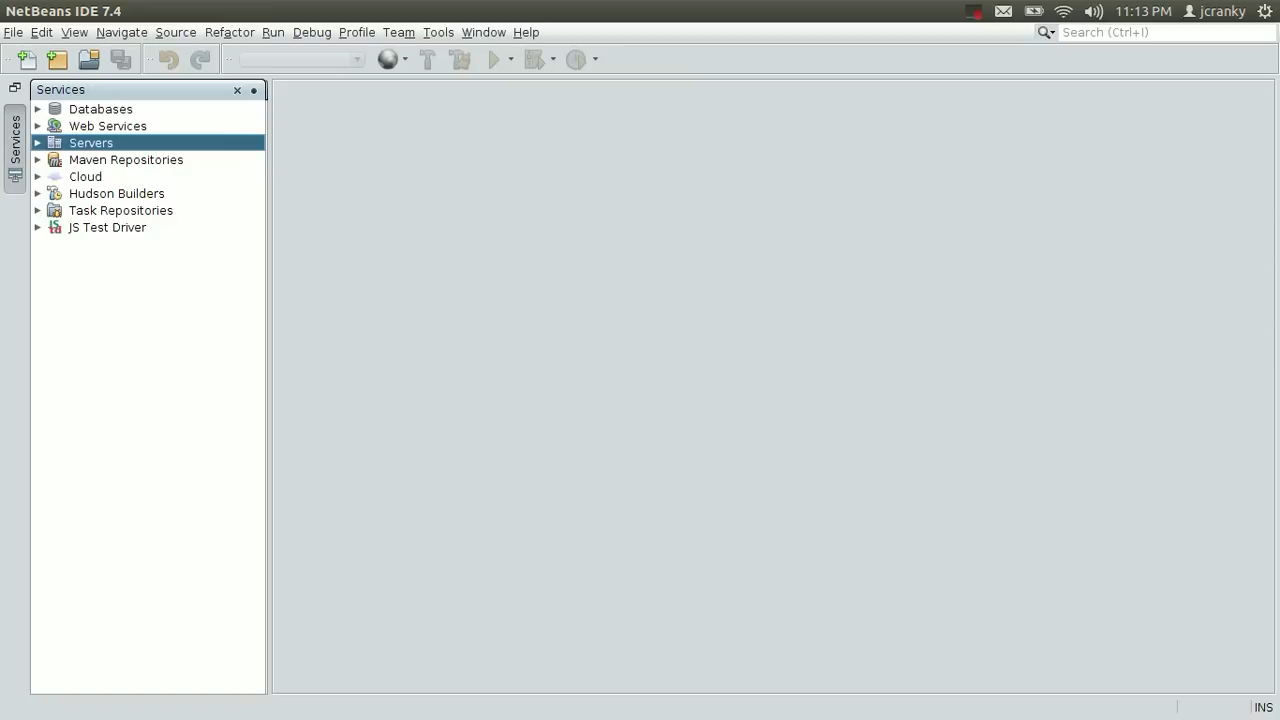 NetBeans IDE 7.4
11:13 PM jcranky
File Edit View Navigate Source Refactor Run Debug Profile Team Tools Window Help
Search (Ctrl+I)
Services
Services
Databases
Web Services
Servers
Maven Repositories
Cloud
Hudson Builders
Task Repositories
JS Test Driver
INS